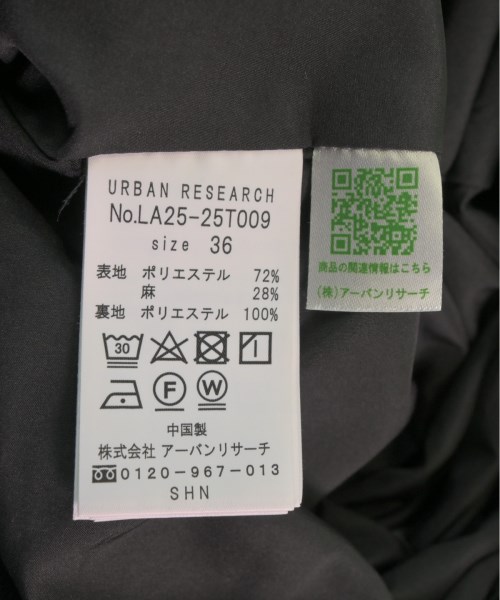 URBAN RESEARCH
No.LA25-25T009
size 36
表地 ポリエステル 72%
麻 28%
裏地 ポリエステル 100%
30
F W
中国製
株式会社 アーバンリサーチ
0120-967-013
SHN
商品の関連情報はこちら
(株)アーバンリサーチ